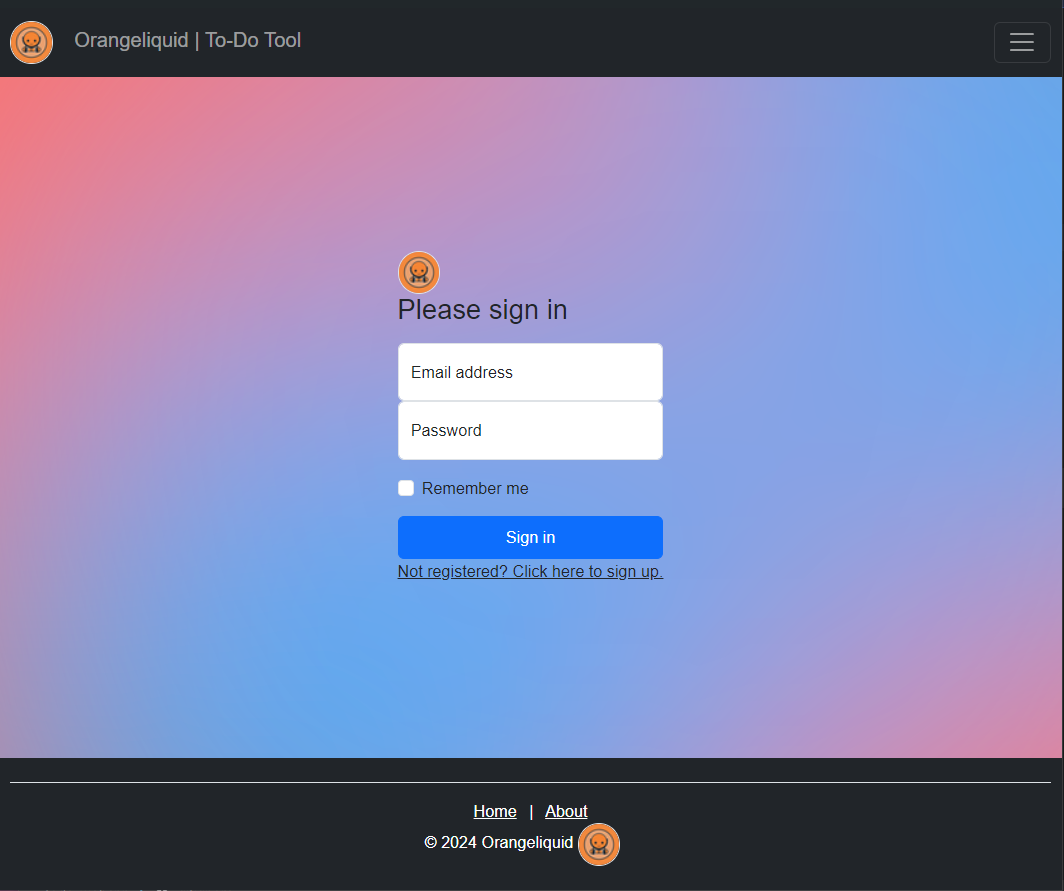 Orangeliquid | To-Do Tool
Please sign in
Email address
Password
Remember me
Sign in
Not registered? Click here to sign up.
Home | About
© 2024 Orangeliquid